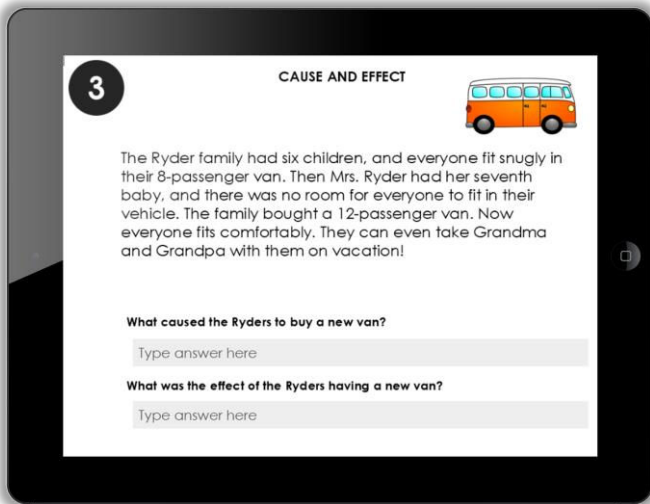 3
CAUSE AND EFFECT
The Ryder family had six children, and everyone fit snugly in
their 8-passenger van. Then Mrs. Ryder had her seventh
baby, and there was no room for everyone to fit in their
vehicle. The family bought a 12-passenger van. Now
everyone fits comfortably. They can even take Grandma
and Grandpa with them on vacation!
What caused the Ryders to buy a new van?
Type answer here
What was the effect of the Ryders having a new van?
Type answer here